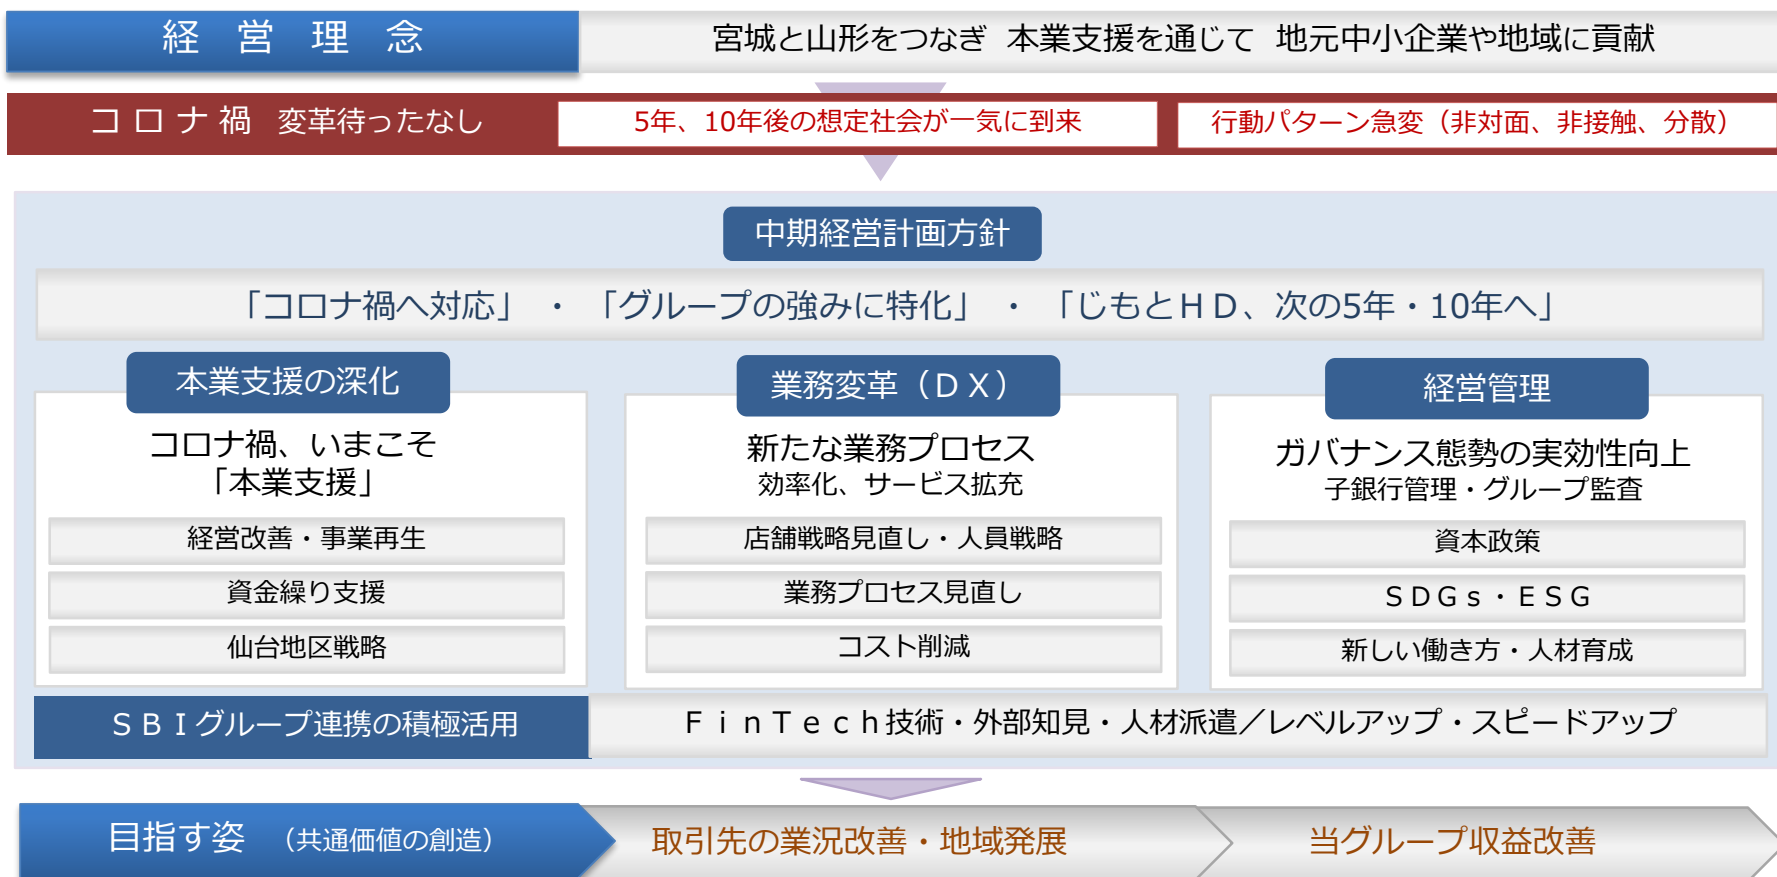 経営理念
宮城と山形をつなぎ 本業支援を通じて 地元中小企業や地域に貢献
コロナ禍 変革待ったなし
5年、10年後の想定社会が一気に到来
行動パターン急変（非対面、非接触、分散）
中期経営計画方針
「コロナ禍へ対応」 ・ 「グループの強みに特化」 ・ 「じもとＨＤ、次の5年・10年へ」
本業支援の深化
コロナ禍、いまこそ
「本業支援」
経営改善・事業再生
資金繰り支援
仙台地区戦略
業務変革（ＤＸ）
新たな業務プロセス
効率化、サービス拡充
店舗戦略見直し・人員戦略
業務プロセス見直し
コスト削減
経営管理
ガバナンス態勢の実効性向上
子銀行管理・グループ監査
資本政策
ＳＤＧｓ・ＥＳＧ
新しい働き方・人材育成
ＳＢＩグループ連携の積極活用
ＦｉｎＴｅｃｈ技術・外部知見・人材派遣／レベルアップ・スピードアップ
目指す姿 （共通価値の創造）
取引先の業況改善・地域発展
当グループ収益改善